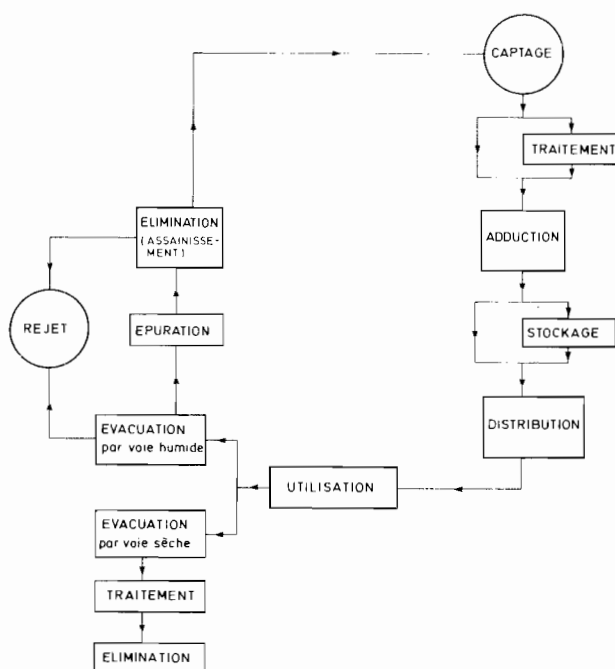 CAPTAGE
TRAITEMENT
ELIMINATION
(ASSAINISSE-
MENT)
ADDUCTION
REJET
EPURATION
STOCKAGE
EVACUATION
par voie humide
DISTRIBUTION
UTILISATION
EVACUATION
par voie sèche
TRAITEMENT
ELIMINATION